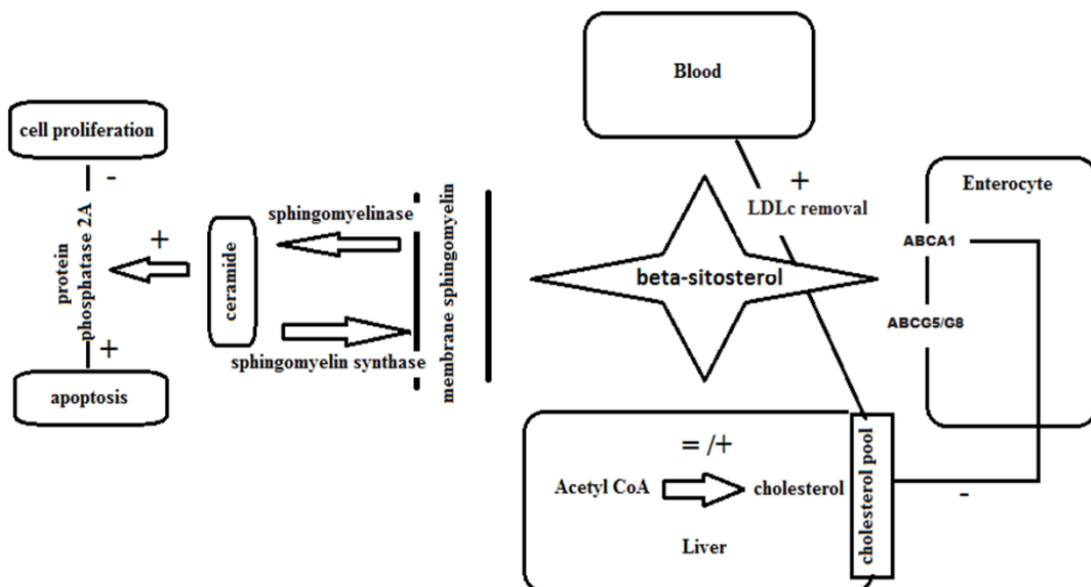 Blood
cell proliferation
-
protein
phosphatase 2A
+
apoptosis
+
ceramide
sphingomyelinase
sphingomyelin synthase
membrane sphingomyelin
beta-sitosterol
+
LDLc removal
Enterocyte
ABCA1
ABCG5/G8
= /+
Acetyl CoA
cholesterol
Liver
cholesterol pool
-